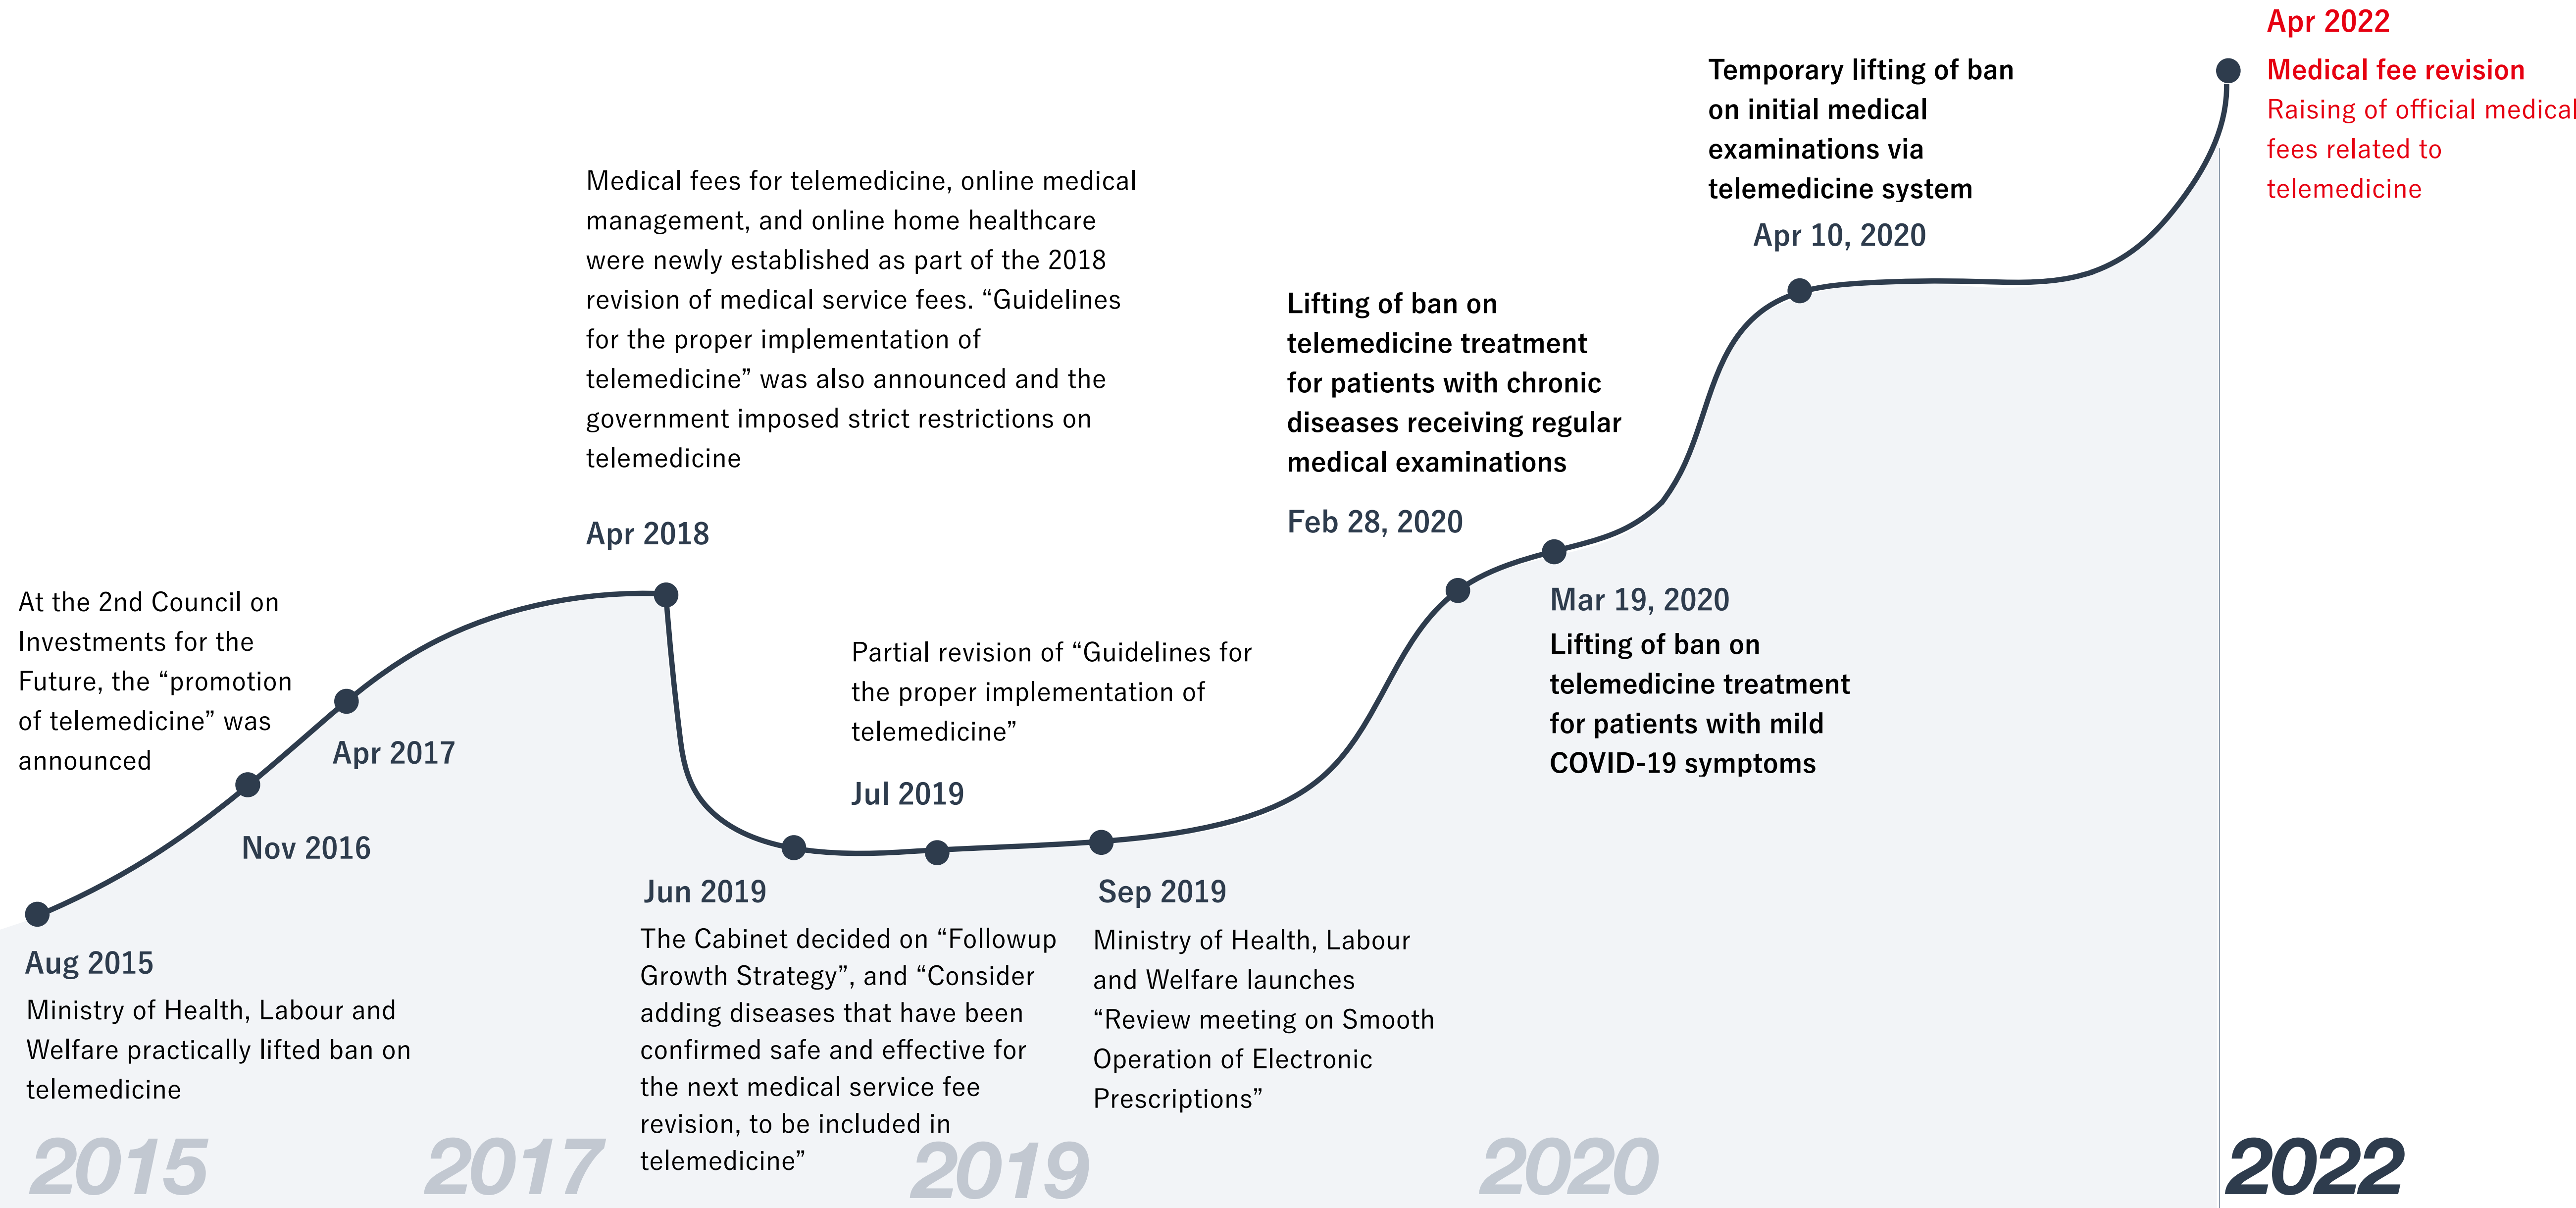 Apr 2022
Medical fee revision
Raising of official medical
fees related to
telemedicine
Temporary lifting of ban
on initial medical
examinations via
telemedicine system
Apr 10, 2020
Medical fees for telemedicine, online medical
management, and online home healthcare
were newly established as part of the 2018
revision of medical service fees. “Guidelines
for the proper implementation of
telemedicine” was also announced and the
government imposed strict restrictions on
telemedicine
Apr 2018
Lifting of ban on
telemedicine treatment
for patients with chronic
diseases receiving regular
medical examinations
Feb 28, 2020
Mar 19, 2020
Lifting of ban on
telemedicine treatment
for patients with mild
COVID-19 symptoms
At the 2nd Council on
Investments for the
Future, the “promotion
of telemedicine” was
announced
Apr 2017
Nov 2016
Partial revision of “Guidelines for
the proper implementation of
telemedicine”
Jul 2019
Aug 2015
Ministry of Health, Labour and
Welfare practically lifted ban on
telemedicine
Jun 2019
The Cabinet decided on “Followup
Growth Strategy”, and “Consider
adding diseases that have been
confirmed safe and effective for
the next medical service fee
revision, to be included in
telemedicine”
Sep 2019
Ministry of Health, Labour
and Welfare launches
“Review meeting on Smooth
Operation of Electronic
Prescriptions”
2015
2017
2019
2020
2022